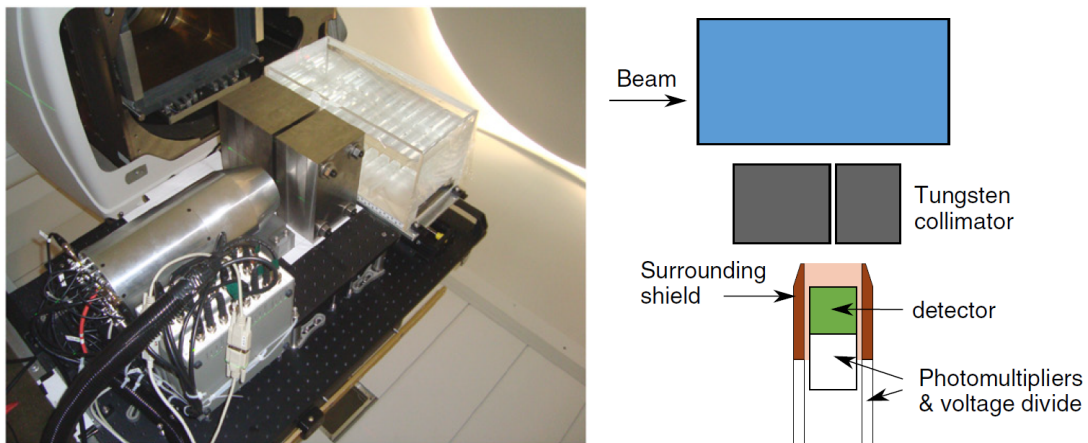 Beam
Tungsten
collimator
Surrounding
shield
detector
Photomultipliers
& voltage divide